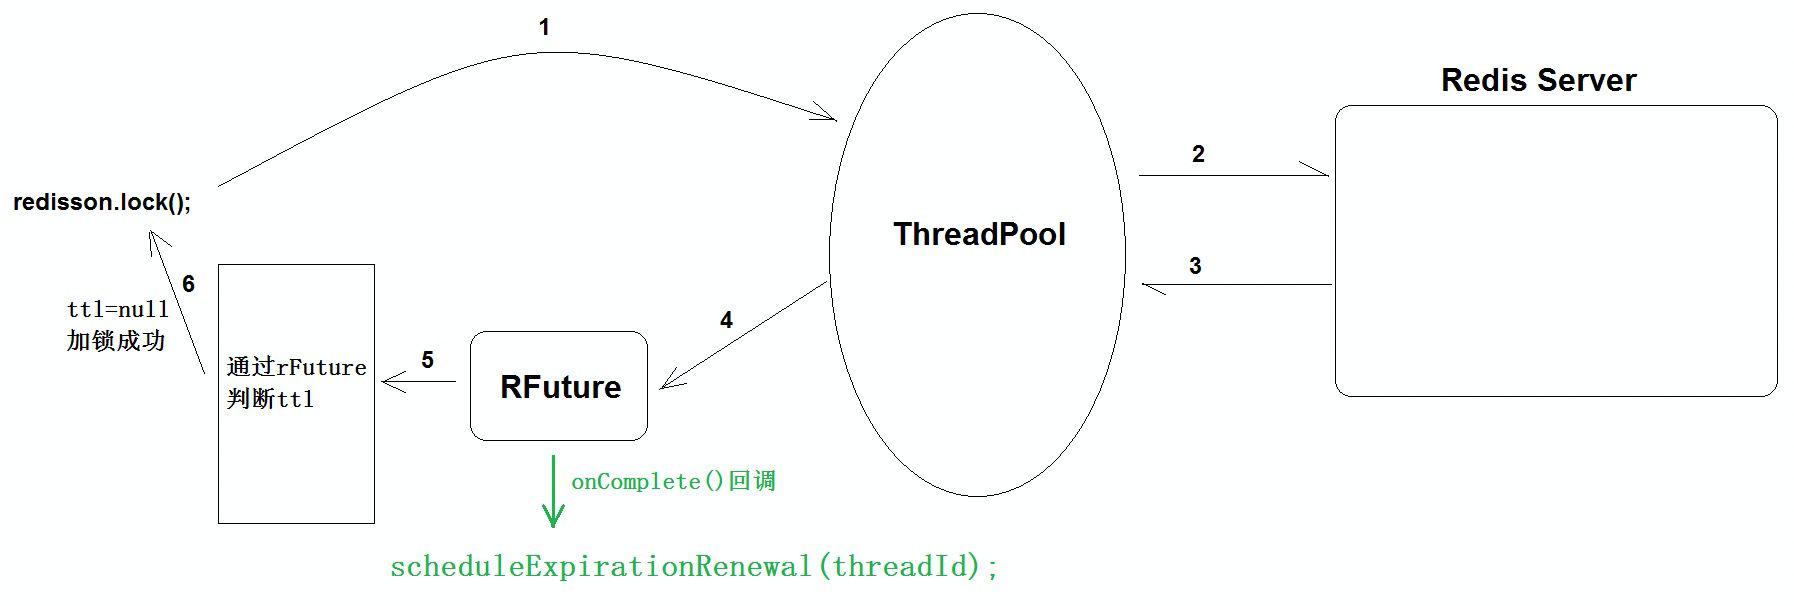 1
Redis Server
2
redisson.lock();
ThreadPool
3
6
ttl=null
加锁成功
4
5
通过rFuture
判断ttl
RFuture
onComplete()回调
scheduleExpirationRenewal(threadId);